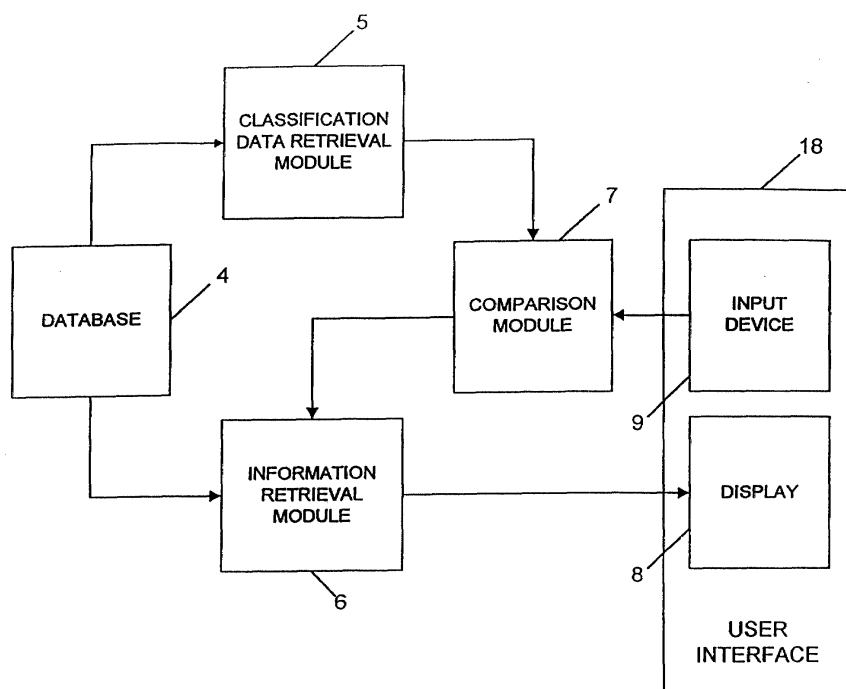 5
CLASSIFICATION
DATA RETRIEVAL
MODULE
18
7
4
DATABASE
COMPARISON
MODULE
INPUT
DEVICE
9
INFORMATION
RETRIEVAL
MODULE
DISPLAY
8
6
USER
INTERFACE